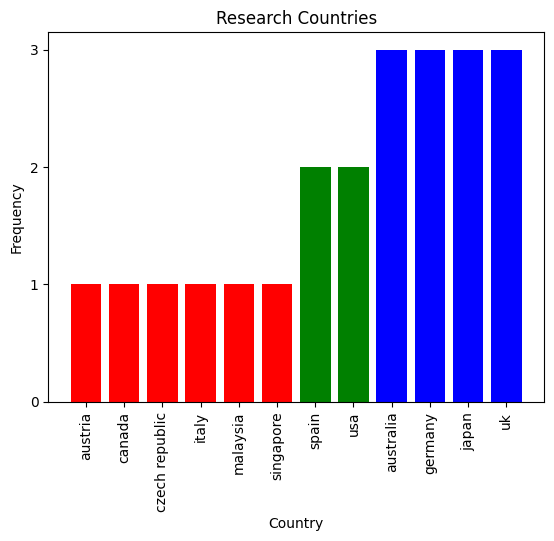 Research Countries
Frequency
3
2
1
0
austria
canada
czech republic
italy
malaysia
singapore
spain
usa
australia
germany
japan
uk
Country